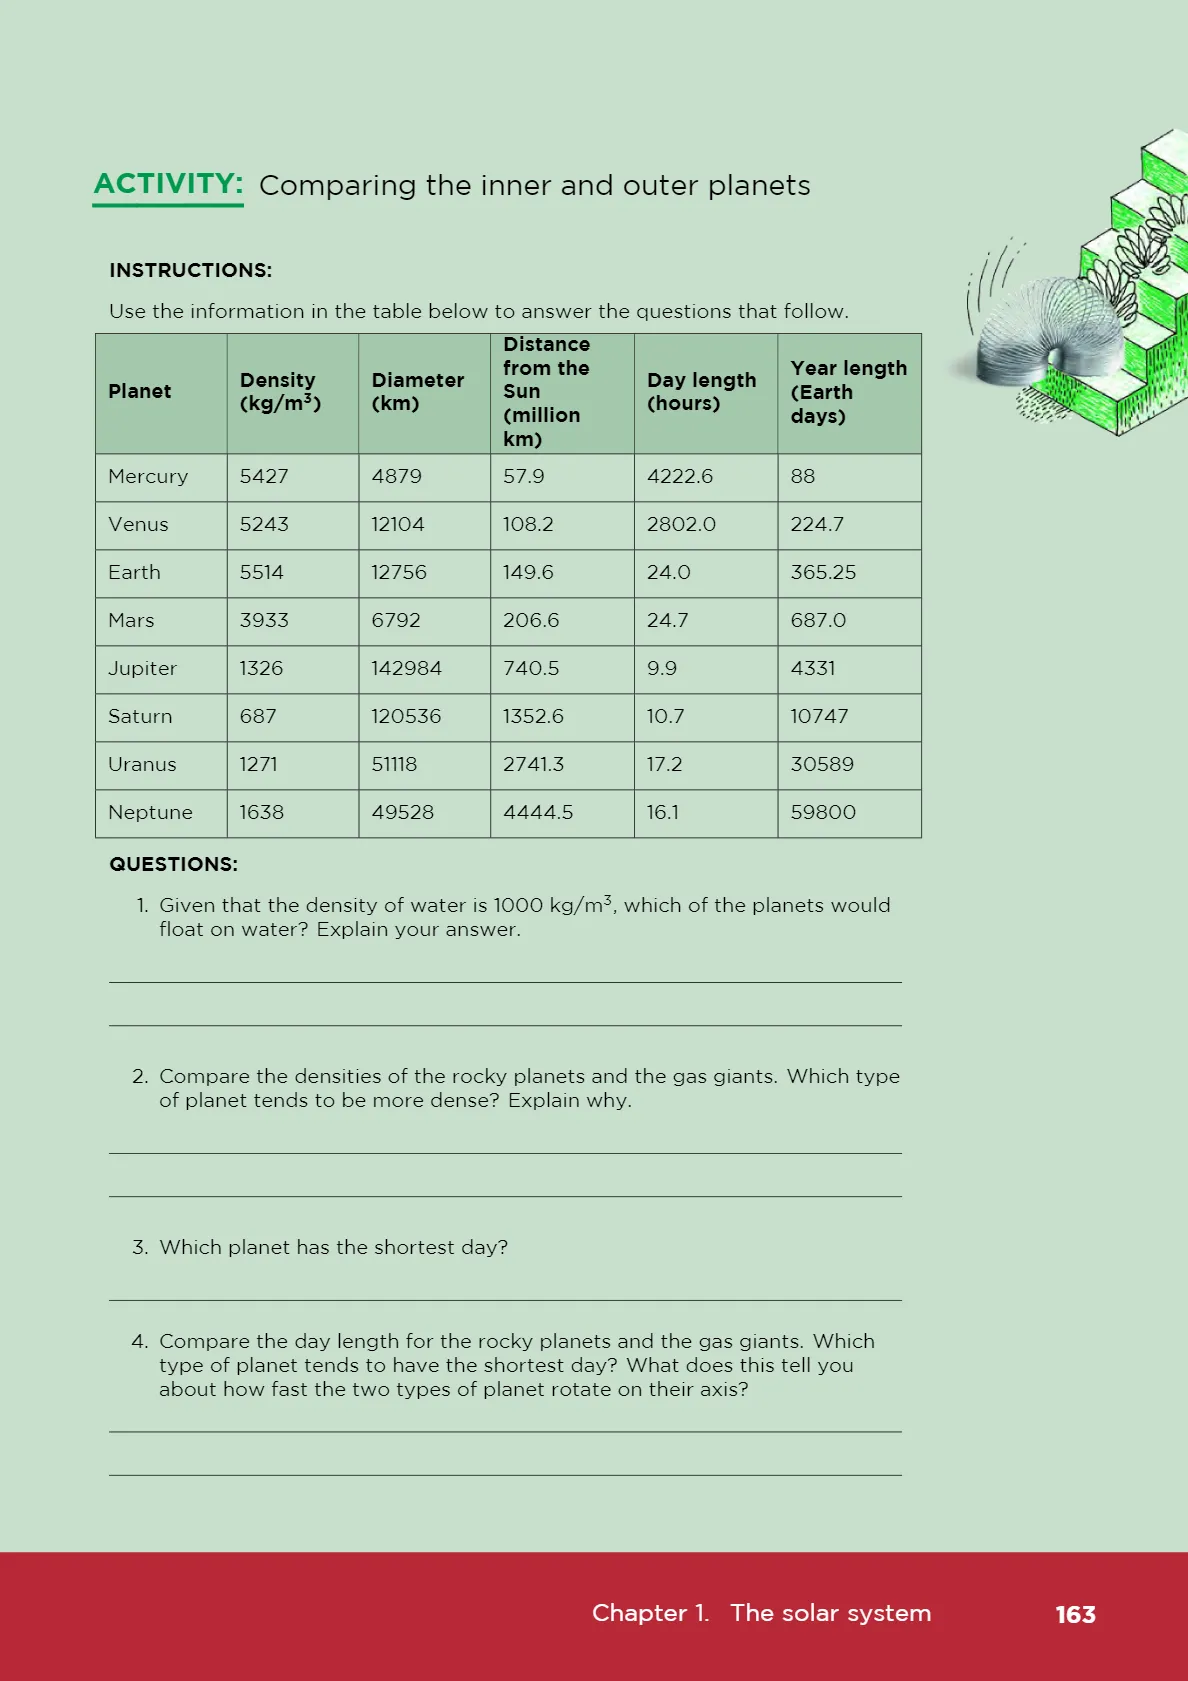 ACTIVITY: Comparing the inner and outer planets
INSTRUCTIONS:
Use the information in the table below to answer the questions that follow.
Planet Density (kg/m³) Diameter (km) Distance from the Sun (million km) Day length (hours) Year length (Earth days)
Mercury 5427 4879 57.9 4222.6 88
Venus 5243 12104 108.2 2802.0 224.7
Earth 5514 12756 149.6 24.0 365.25
Mars 3933 6792 206.6 24.7 687.0
Jupiter 1326 142984 740.5 9.9 4331
Saturn 687 120536 1352.6 10.7 10747
Uranus 1271 51118 2741.3 17.2 30589
Neptune 1638 49528 4444.5 16.1 59800
QUESTIONS:
1. Given that the density of water is 1000 kg/m³, which of the planets would
float on water? Explain your answer.
2. Compare the densities of the rocky planets and the gas giants. Which type
of planet tends to be more dense? Explain why.
3. Which planet has the shortest day?
4. Compare the day length for the rocky planets and the gas giants. Which
type of planet tends to have the shortest day? What does this tell you
about how fast the two types of planet rotate on their axis?
Chapter 1. The solar system 163